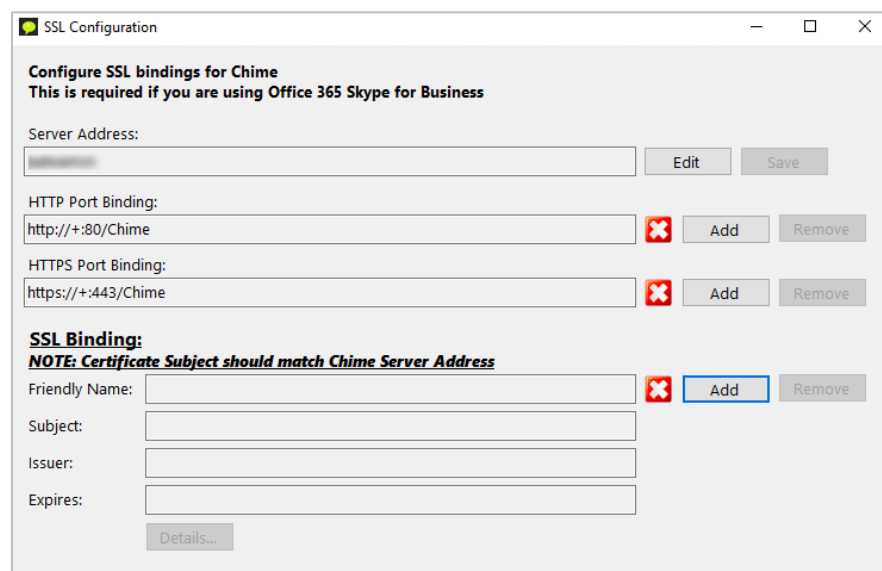 SSL Configuration
Configure SSL bindings for Chime
This is required if you are using Office 365 Skype for Business
Server Address:
Edit Save
HTTP Port Binding:
http://+:80/Chime Add Remove
HTTPS Port Binding:
https://+:443/Chime Add Remove
SSL Binding:
NOTE: Certificate Subject should match Chime Server Address
Friendly Name: Add Remove
Subject:
Issuer:
Expires:
Details...